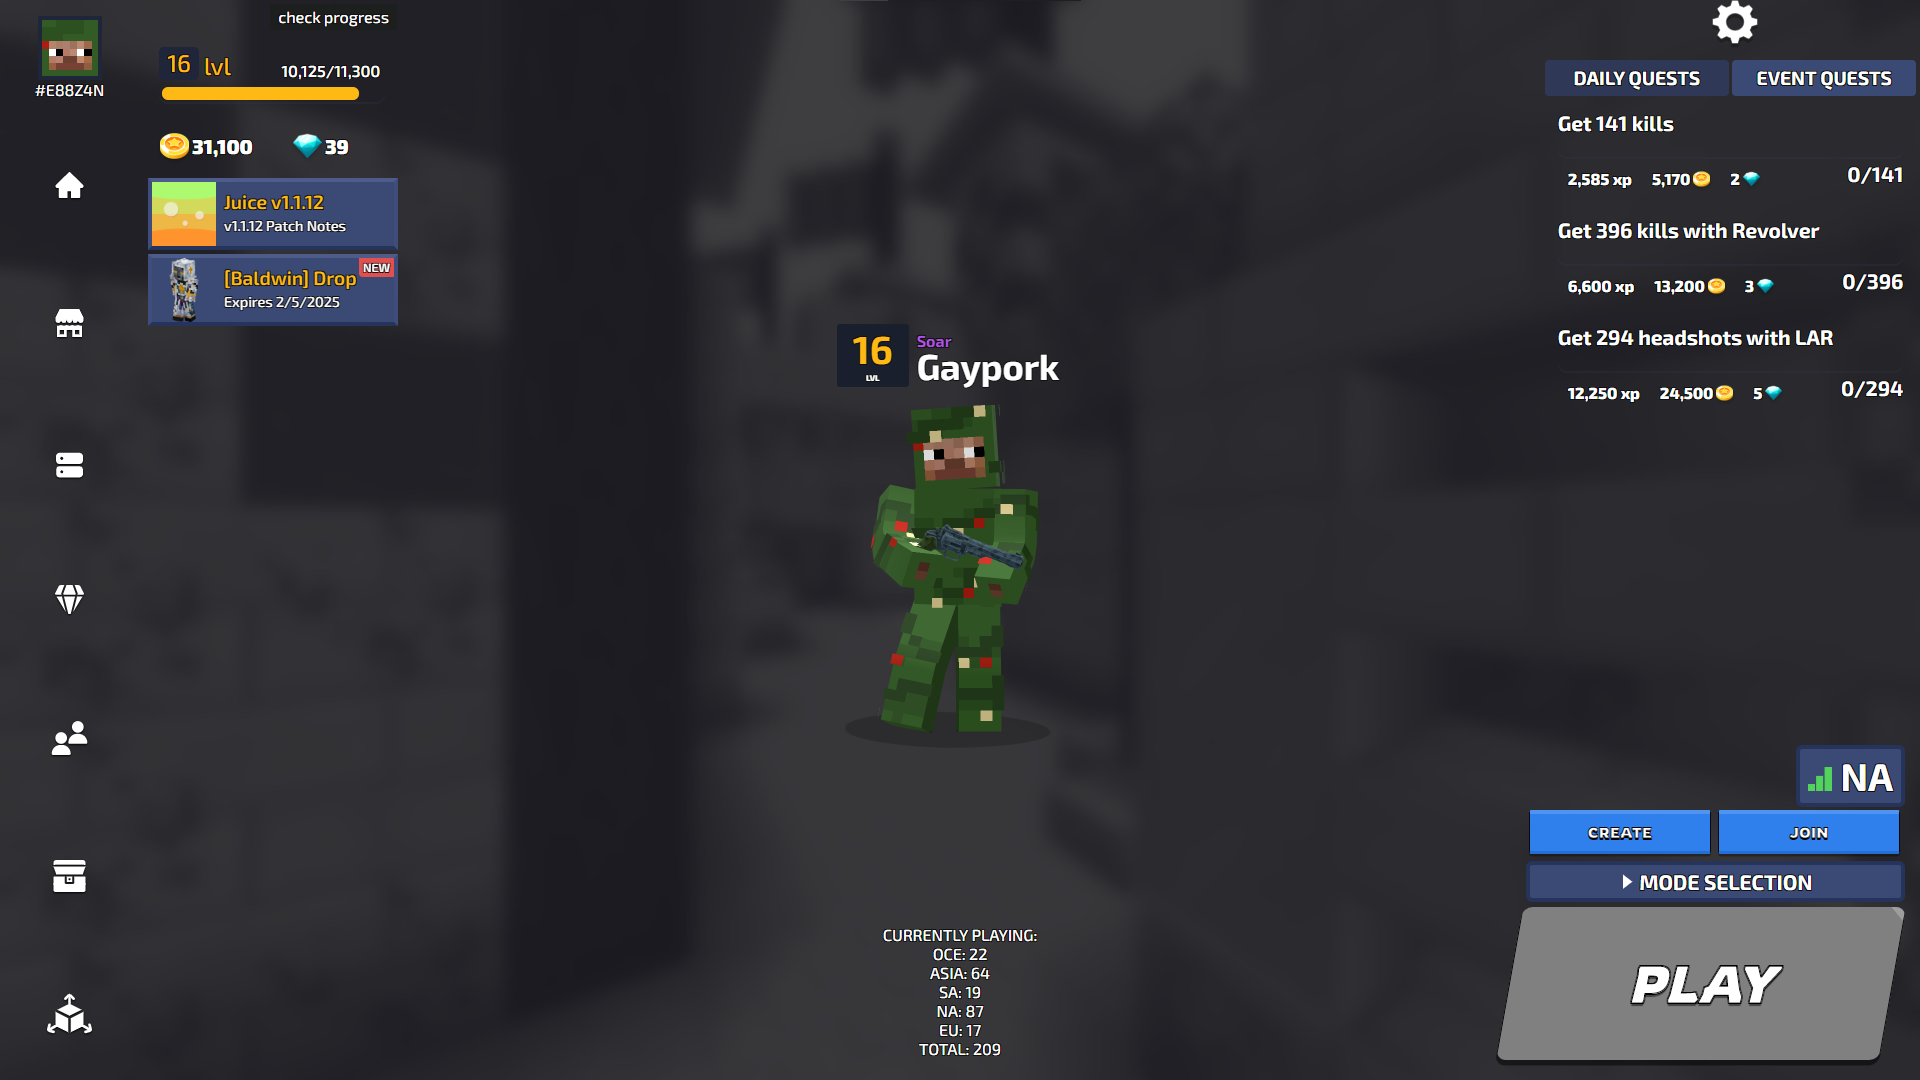 check progress
16 lvl
10,125/11,300
#E88Z4N
31,100
39
Juice v1.1.12
v1.1.12 Patch Notes
[Baldwin] Drop
NEW
Expires 2/5/2025
16
LVL
Soar
Gaypork
CURRENTLY PLAYING:
OCE: 22
ASIA: 64
SA: 19
NA: 87
EU: 17
TOTAL: 209
DAILY QUESTS
EVENT QUESTS
Get 141 kills
2,585 xp 5,170 2 0/141
Get 396 kills with Revolver
6,600 xp 13,200 3 0/396
Get 294 headshots with LAR
12,250 xp 24,500 5 0/294
NA
CREATE
JOIN
MODE SELECTION
PLAY